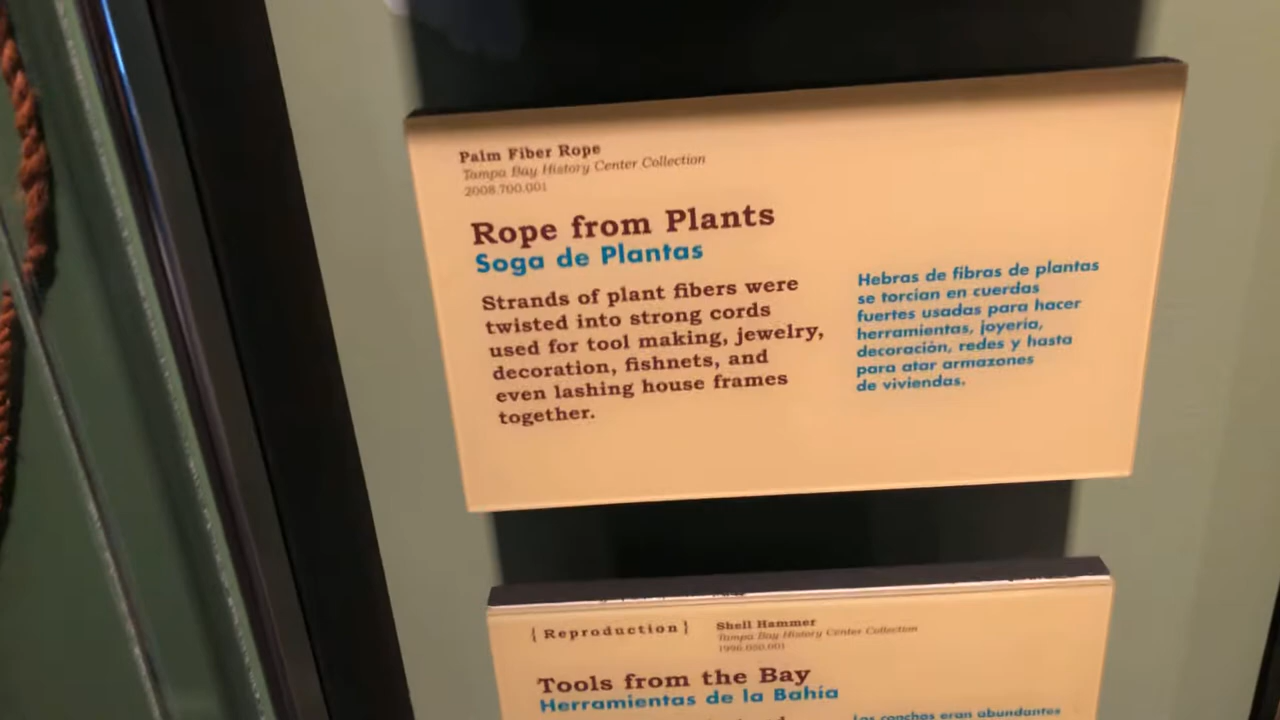 Palm Fiber Rope
Tampa Bay History Center Collection
2008.700.001
Rope from Plants
Soga de Plantas
Strands of plant fibers were
twisted into strong cords
used for tool making, jewelry,
decoration, fishnets, and
even lashing house frames
together.
Hebras de fibras de plantas
se torcían en cuerdas
fuertes usadas para hacer
herramientas, joyería,
decoración, redes y hasta
para atar armazones
de viviendas.
{ Reproduction }
Shell Hammer
Tampa Bay History Center Collection
Tools from the Bay
Herramientas de la Bahía
Las conchas eran abundantes